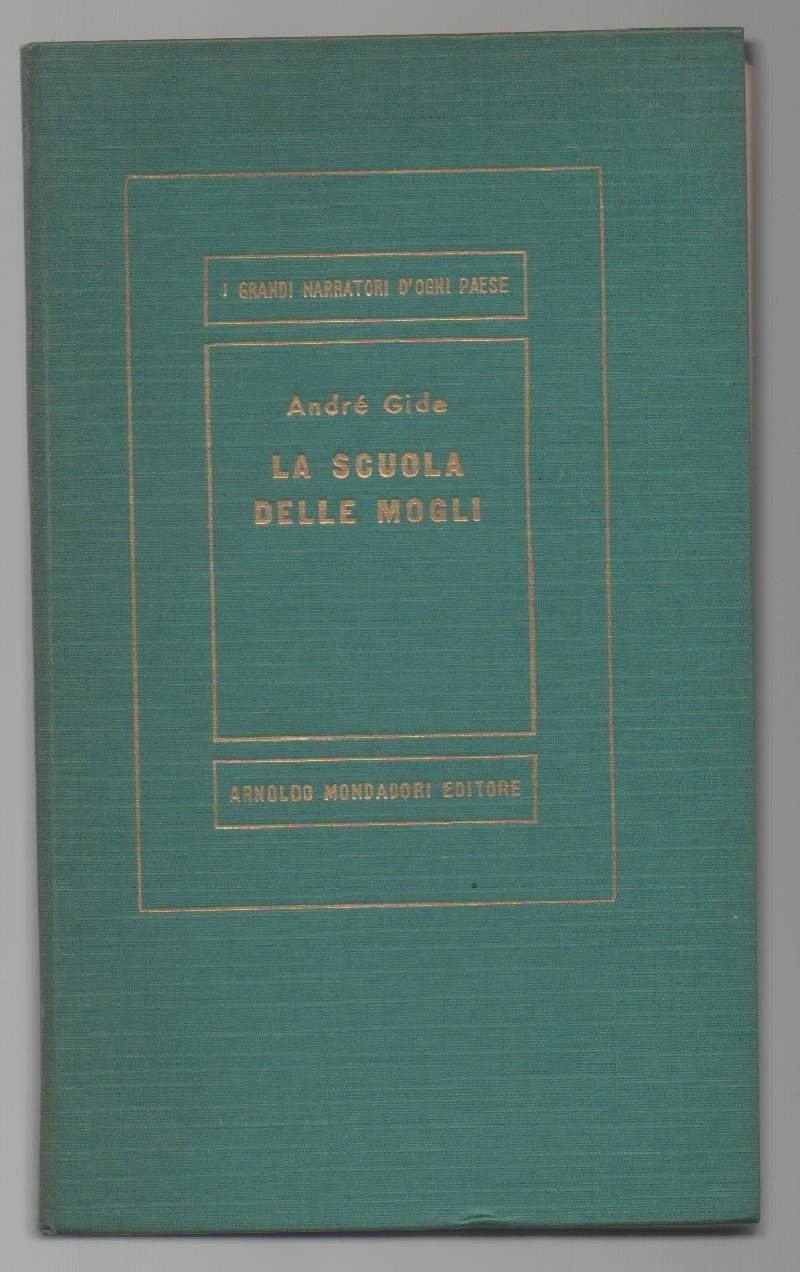 I GRANDI NARRATORI D'OGNI PAESE
André Gide
LA SCUOLA
DELLE MOGLI
ARNOLDO MONDADORI EDITORE